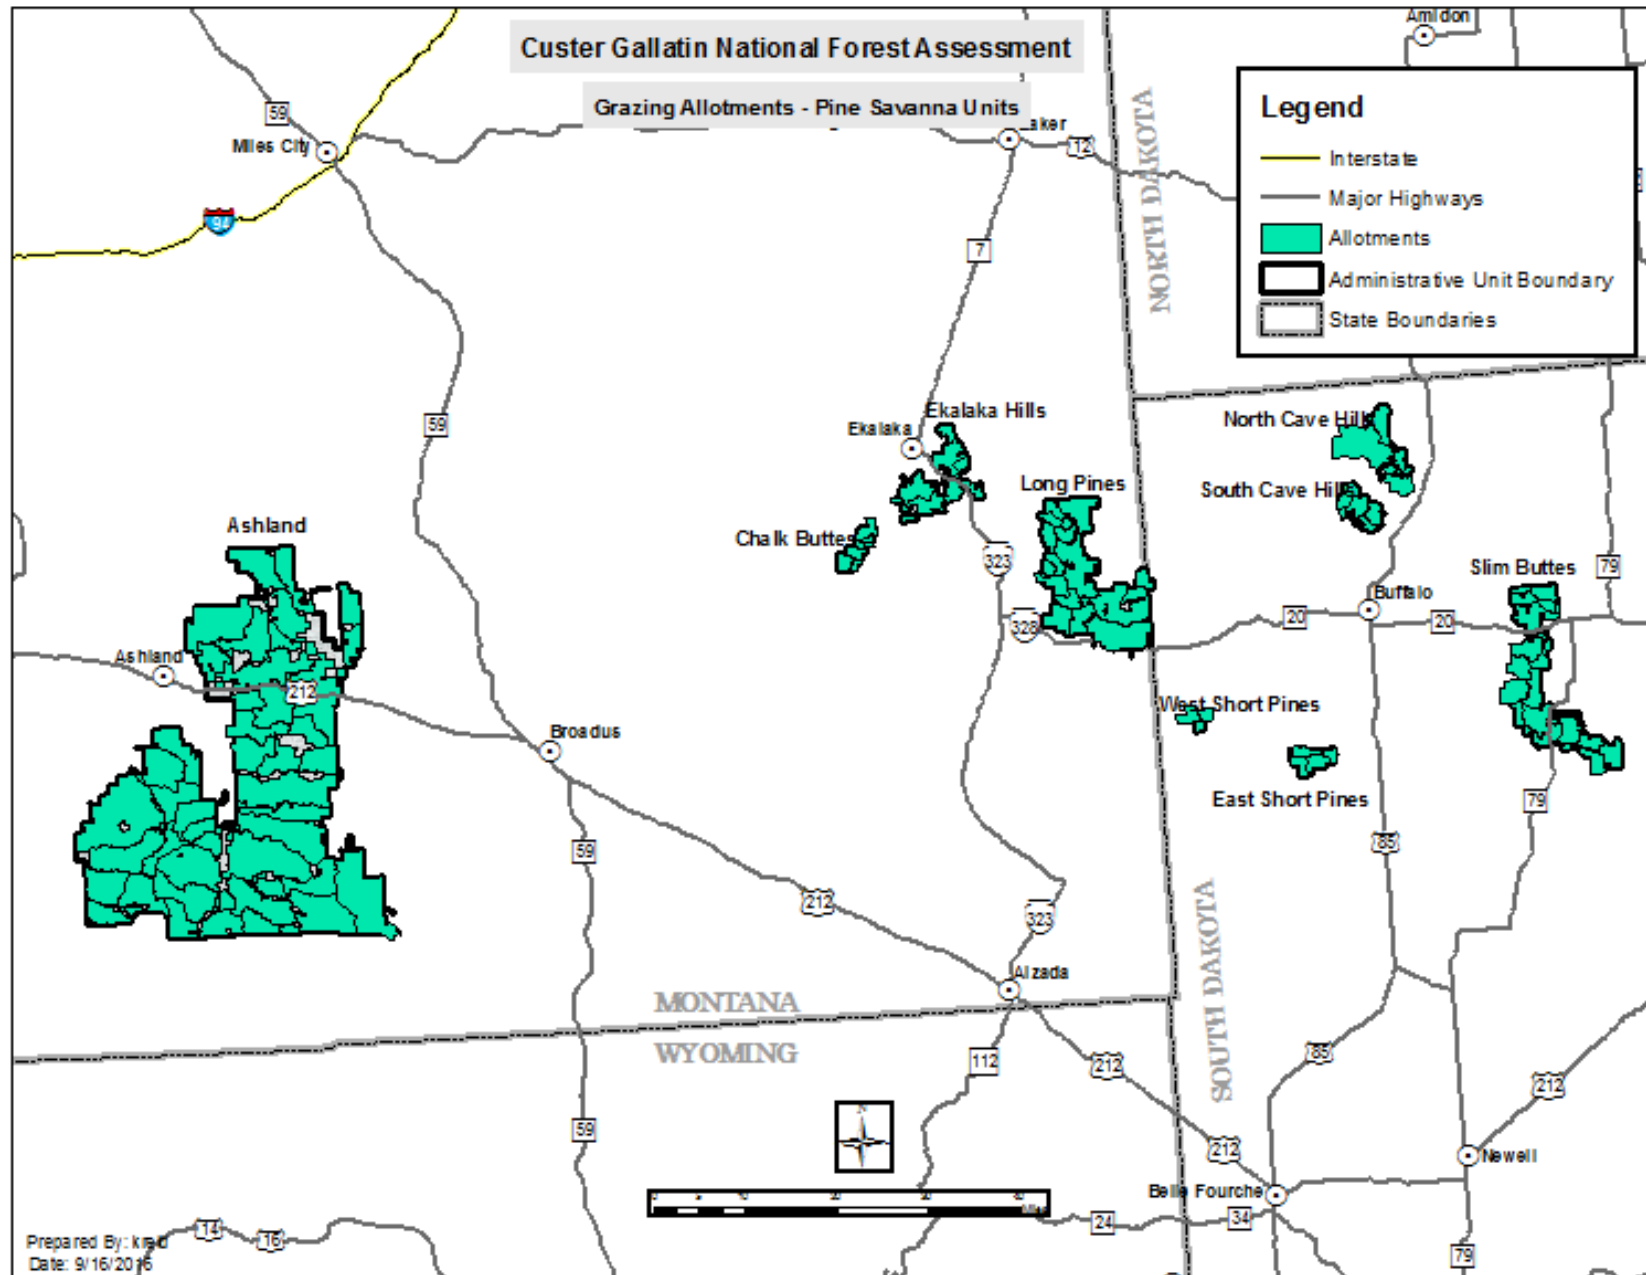 Custer Gallatin National Forest Assessment
Grazing Allotments - Pine Savanna Units
Amidon
Legend
Interstate
Major Highways
Allotments
Administrative Unit Boundary
State Boundaries
59
Miles City
94
12
NORTH DAKOTA
7
59
Ekalaka Hills
Ekalaka
North Cave Hills
South Cave Hills
Long Pines
Chalk Buttes
Ashland
323
79
Slim Buttes
Buffalo
20
20
328
Ashland
212
West Short Pines
Broadus
East Short Pines
79
85
59
212
323
SOUTH DAKOTA
Alzada
MONTANA
WYOMING
112
212
85
212
59
212
Newell
Belle Fourche
24
34
14
16
79
Prepared By:
Date: 9/16/2016